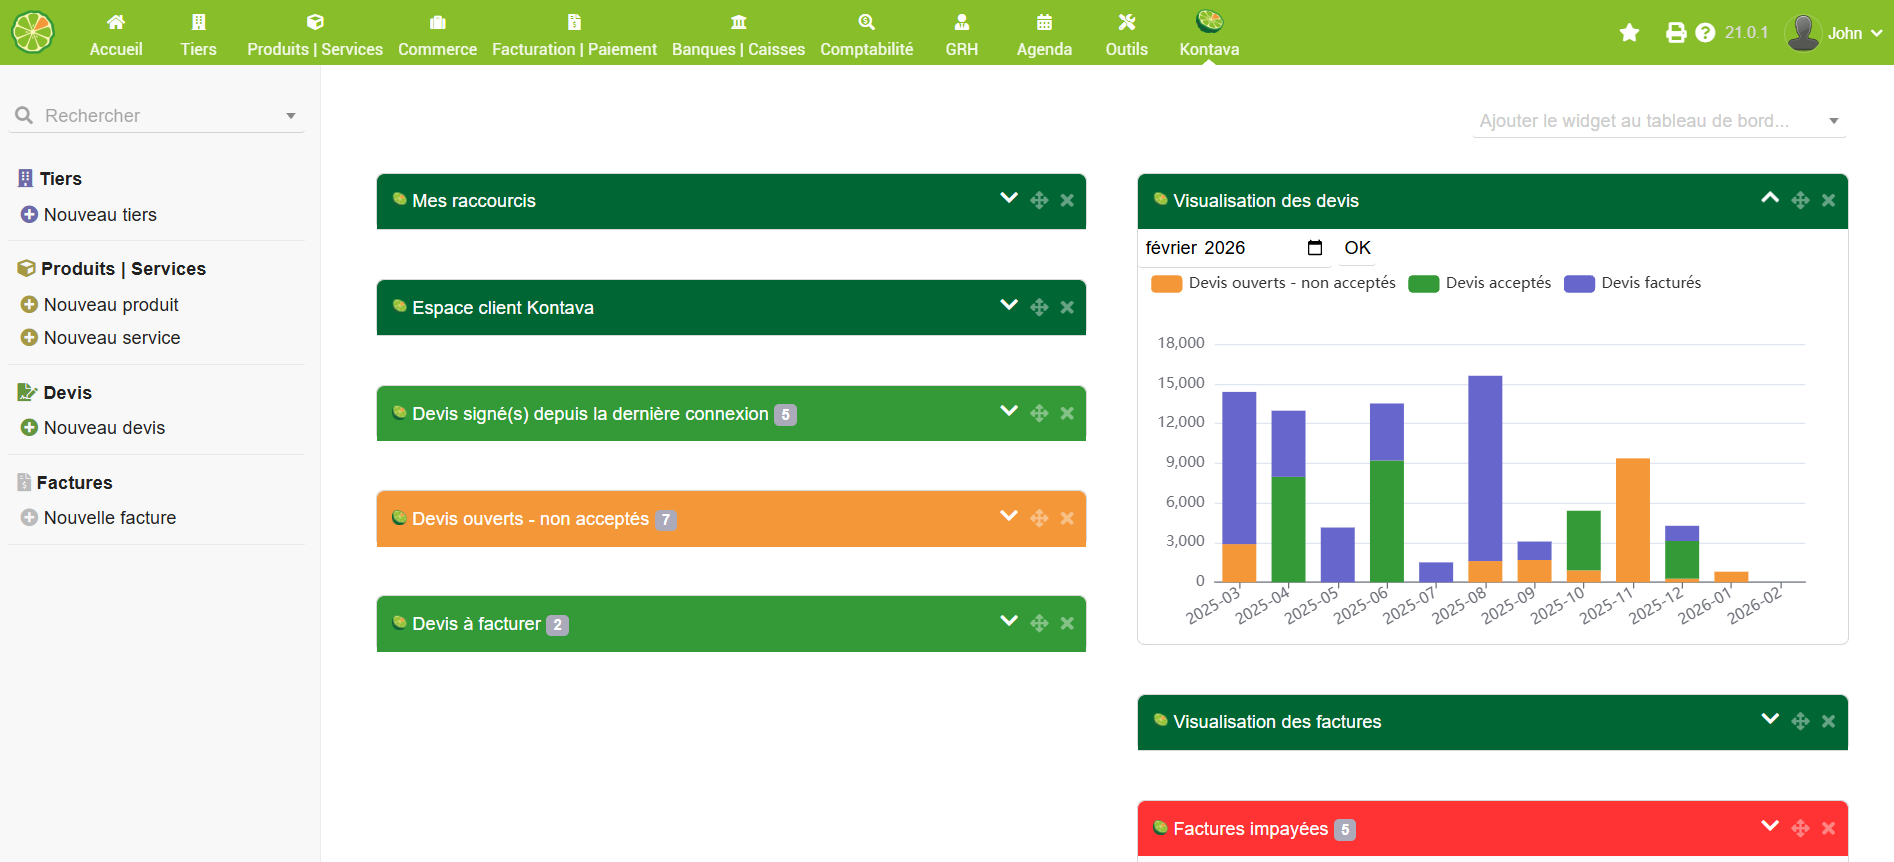 Accueil
Tiers
Produits | Services
Commerce
Facturation | Paiement
Banques | Caisses
Comptabilité
GRH
Agenda
Outils
Kontava
21.0.1
John
Rechercher
Tiers
Nouveau tiers
Produits | Services
Nouveau produit
Nouveau service
Devis
Nouveau devis
Factures
Nouvelle facture
Ajouter le widget au tableau de bord...
Mes raccourcis
Espace client Kontava
Devis signé(s) depuis la dernière connexion 5
Devis ouverts - non acceptés 7
Devis à facturer 2
Visualisation des devis
février 2026 OK
Devis ouverts - non acceptés Devis acceptés Devis facturés
18,000
15,000
12,000
9,000
6,000
3,000
0
2025-03 2025-04 2025-05 2025-06 2025-07 2025-08 2025-09 2025-10 2025-11 2025-12 2026-01 2026-02
Visualisation des factures
Factures impayées 5